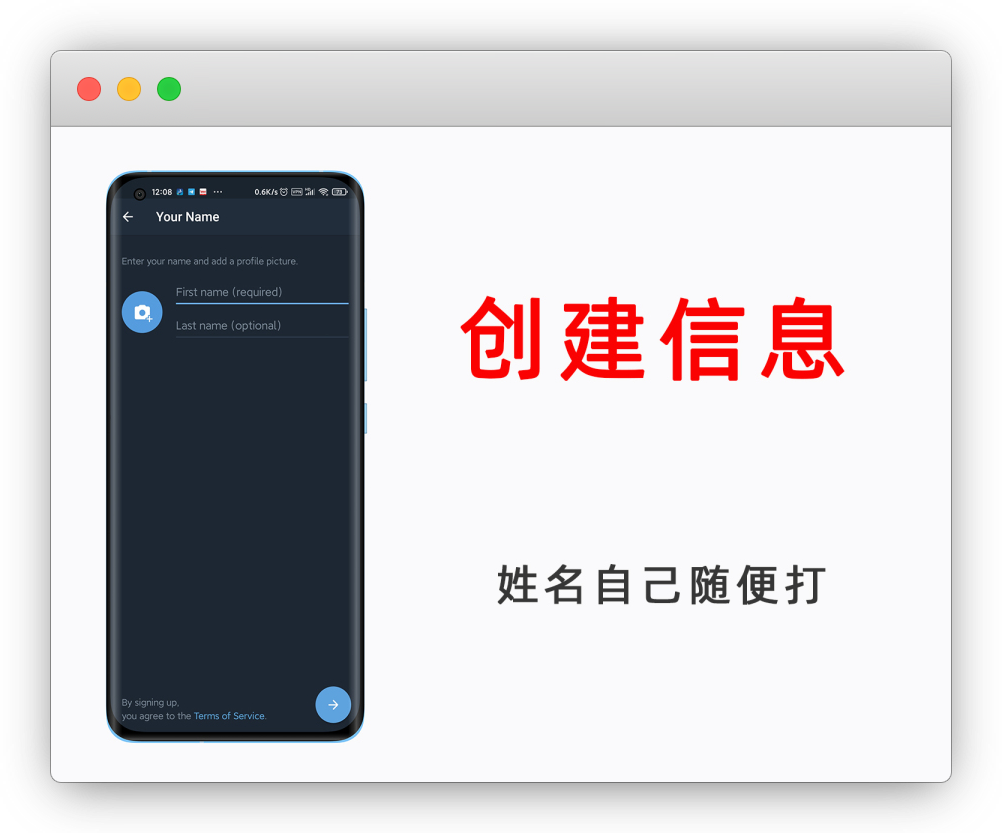 12:08 ··· 0.6K/s VPN 73
Your Name
Enter your name and add a profile picture.
First name (required)
Last name (optional)
创建信息
姓名自己随便打
By signing up,
you agree to the Terms of Service.